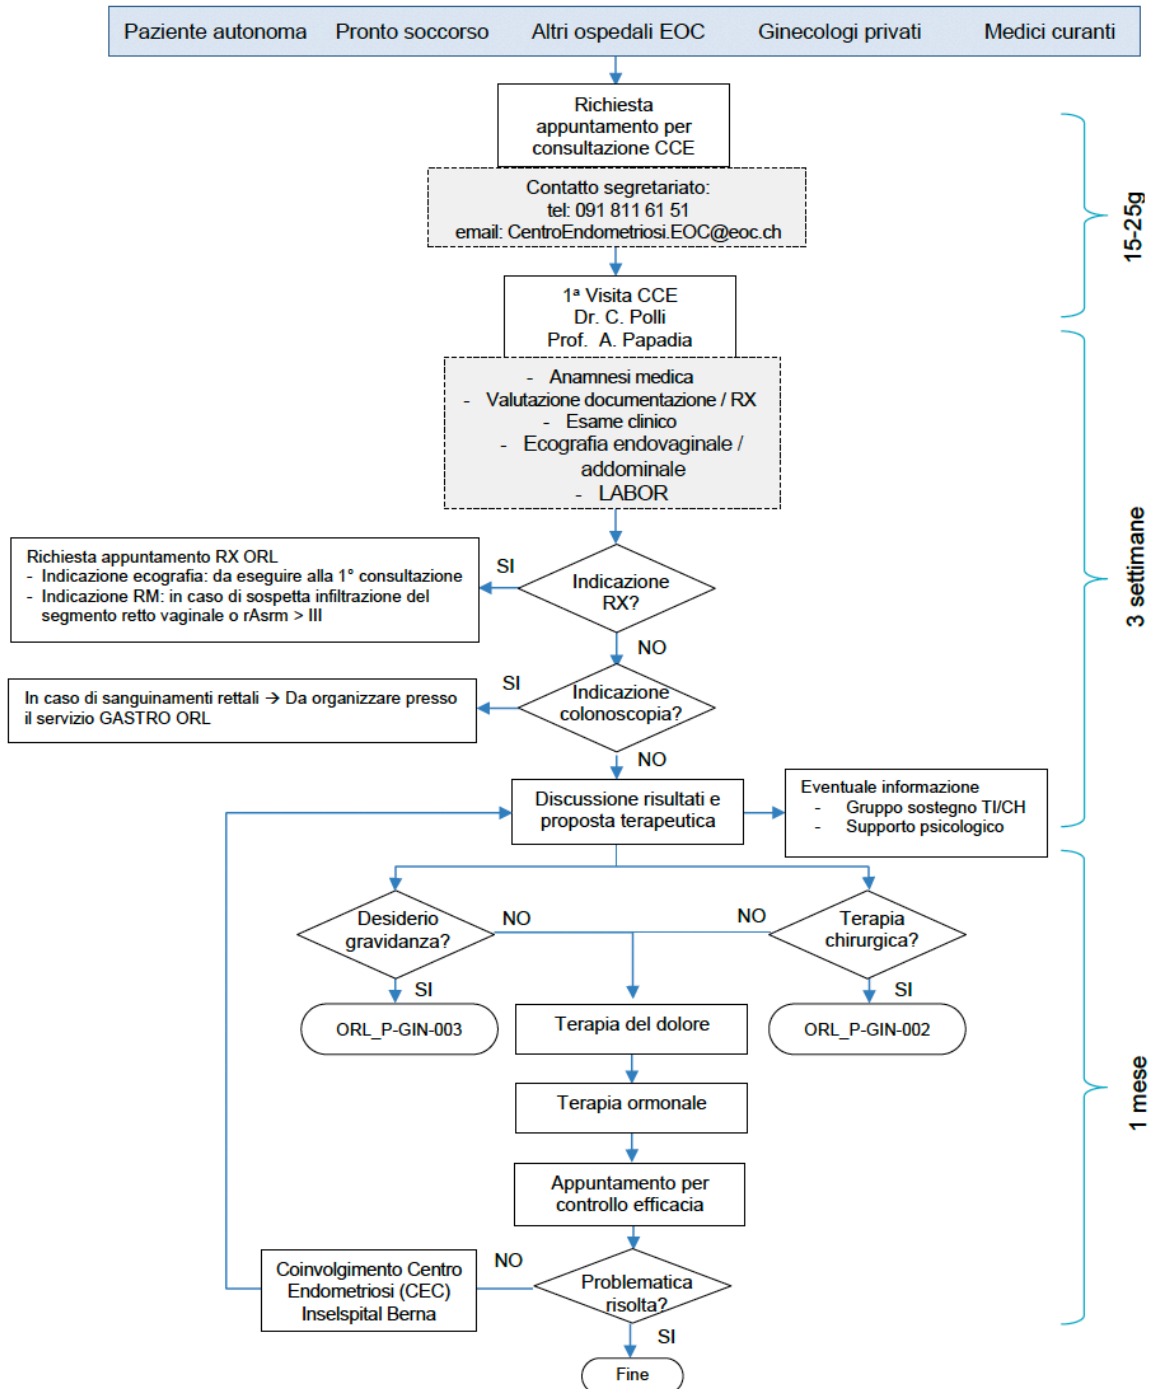 Paziente autonoma Pronto soccorso Altri ospedali EOC Ginecologi privati Medici curanti
Richiesta
appuntamento per
consultazione CCE
Contatto segretariato:
tel: 091 811 61 51
email: CentroEndometriosi.EOC@eoc.ch
15-25g
1ª Visita CCE
Dr. C. Polli
Prof. A. Papadia
- Anamnesi medica
- Valutazione documentazione / RX
- Esame clinico
- Ecografia endovaginale /
addominale
- LABOR
3 settimane
Indicazione
RX?
SI
Richiesta appuntamento RX ORL
- Indicazione ecografia: da eseguire alla 1° consultazione
- Indicazione RM: in caso di sospetta infiltrazione del
segmento retto vaginale o rAsrm > III
NO
Indicazione
colonoscopia?
SI
In caso di sanguinamenti rettali → Da organizzare presso
il servizio GASTRO ORL
NO
Discussione risultati e
proposta terapeutica
Eventuale informazione
- Gruppo sostegno TI/CH
- Supporto psicologico
Desiderio
gravidanza?
NO
NO
Terapia
chirurgica?
SI
SI
ORL_P-GIN-003
Terapia del dolore
ORL_P-GIN-002
Terapia ormonale
1 mese
Appuntamento per
controllo efficacia
Problematica
risolta?
NO
Coinvolgimento Centro
Endometriosi (CEC)
Inselspital Berna
SI
Fine